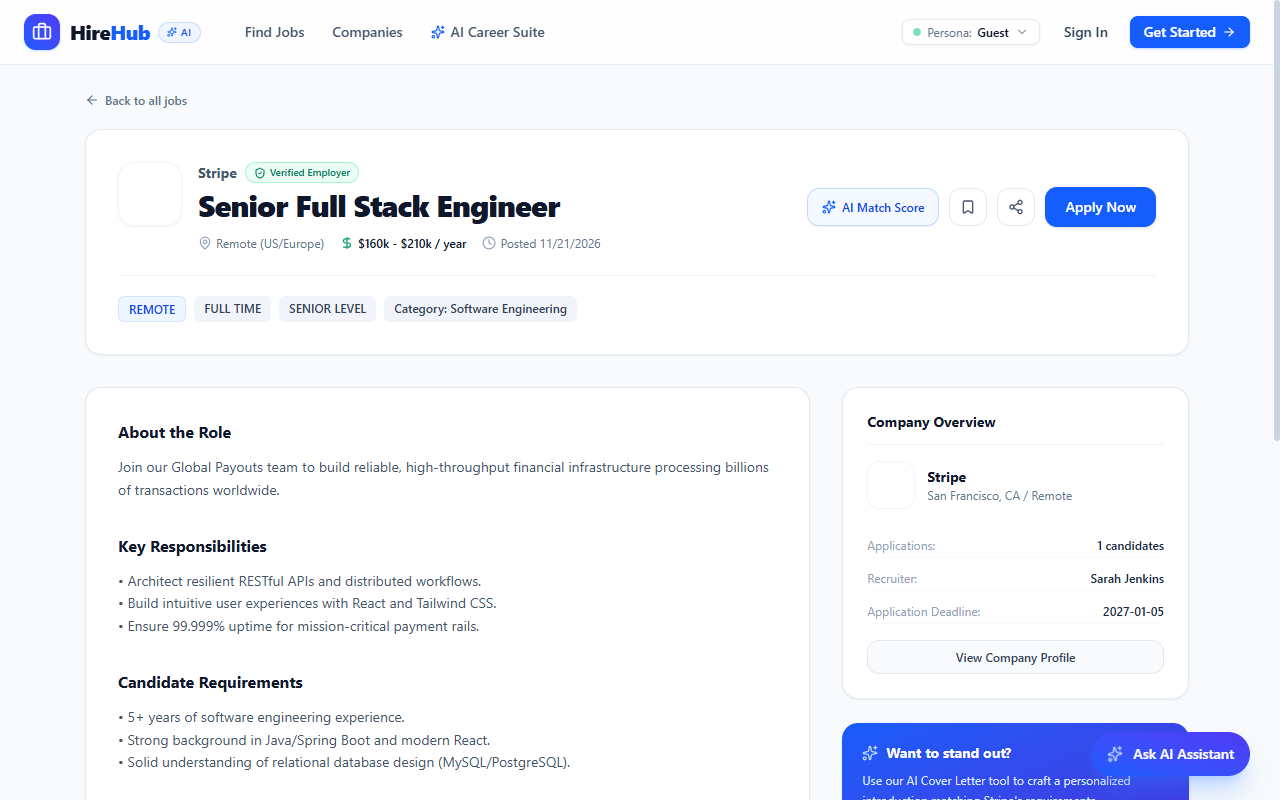 HireHub AI Find Jobs Companies AI Career Suite Persona: Guest Sign In Get Started
Back to all jobs
Stripe Verified Employer
Senior Full Stack Engineer
Remote (US/Europe) $160k - $210k / year Posted 11/21/2026
AI Match Score Apply Now
REMOTE FULL TIME SENIOR LEVEL Category: Software Engineering
About the Role
Join our Global Payouts team to build reliable, high-throughput financial infrastructure processing billions
of transactions worldwide.
Key Responsibilities
• Architect resilient RESTful APIs and distributed workflows.
• Build intuitive user experiences with React and Tailwind CSS.
• Ensure 99.999% uptime for mission-critical payment rails.
Candidate Requirements
• 5+ years of software engineering experience.
• Strong background in Java/Spring Boot and modern React.
• Solid understanding of relational database design (MySQL/PostgreSQL).
Company Overview
Stripe
San Francisco, CA / Remote
Applications: 1 candidates
Recruiter: Sarah Jenkins
Application Deadline: 2027-01-05
View Company Profile
Want to stand out?
Use our AI Cover Letter tool to craft a personalized
introduction matching Stripe's requirements
Ask AI Assistant